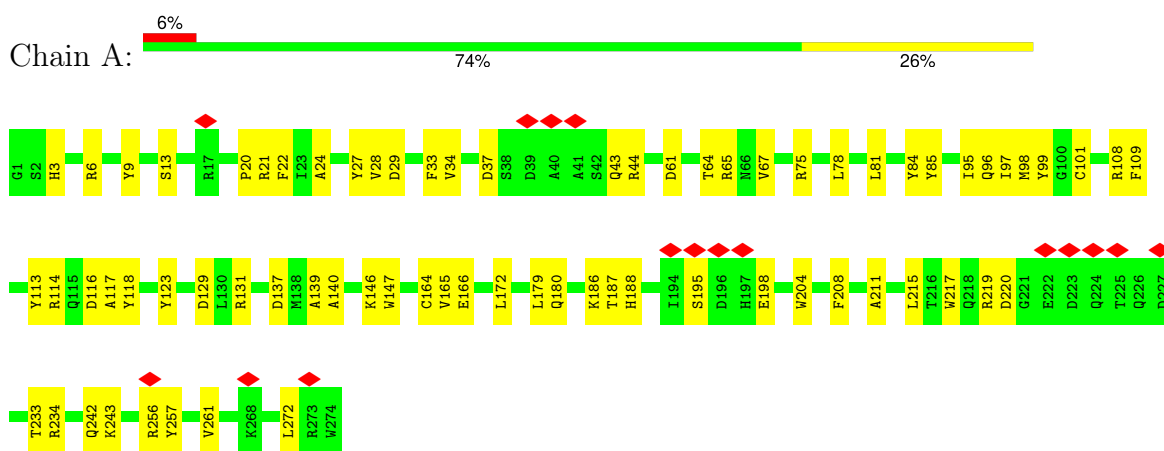 6%
Chain A:
74% 26%
G1 S2 H3 R6 Y9 S13 R17 P20 R21 F22 I23 A24 Y27 V28 D29 F33 V34 D37 S38 D39 A40 A41 S42 Q43 R44 D61 T64 R65 N66 V67 R75 L78 L81 Y84 Y85 I95 Q96 I97 M98 Y99 G100 C101 R108 F109
Y113 R114 Q115 D116 A117 Y118 Y123 D129 L130 R131 D137 M138 A139 A140 K146 W147 C164 V165 E166 L172 L179 Q180 K186 T187 H188 I194 S195 D196 H197 E198 W204 F208 A211 L215 T216 W217 Q218 R219 D220 G221 E222 D223 Q224 T225 Q226 D227
T233 R234 Q242 K243 R256 Y257 V261 K268 L272 R273 W274